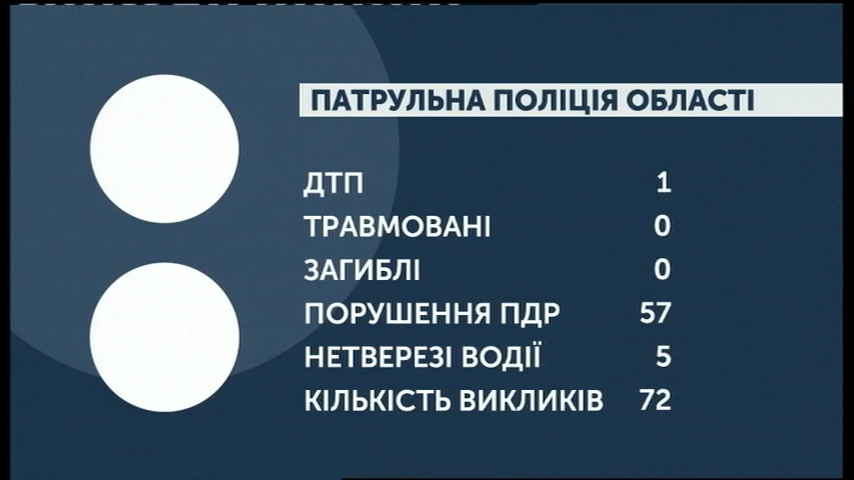 ПАТРУЛЬНА ПОЛІЦІЯ ОБЛАСТІ
ДТП 1
ТРАВМОВАНІ 0
ЗАГИБЛІ 0
ПОРУШЕННЯ ПДР 57
НЕТВЕРЕЗІ ВОДІЇ 5
КІЛЬКІСТЬ ВИКЛИКІВ 72